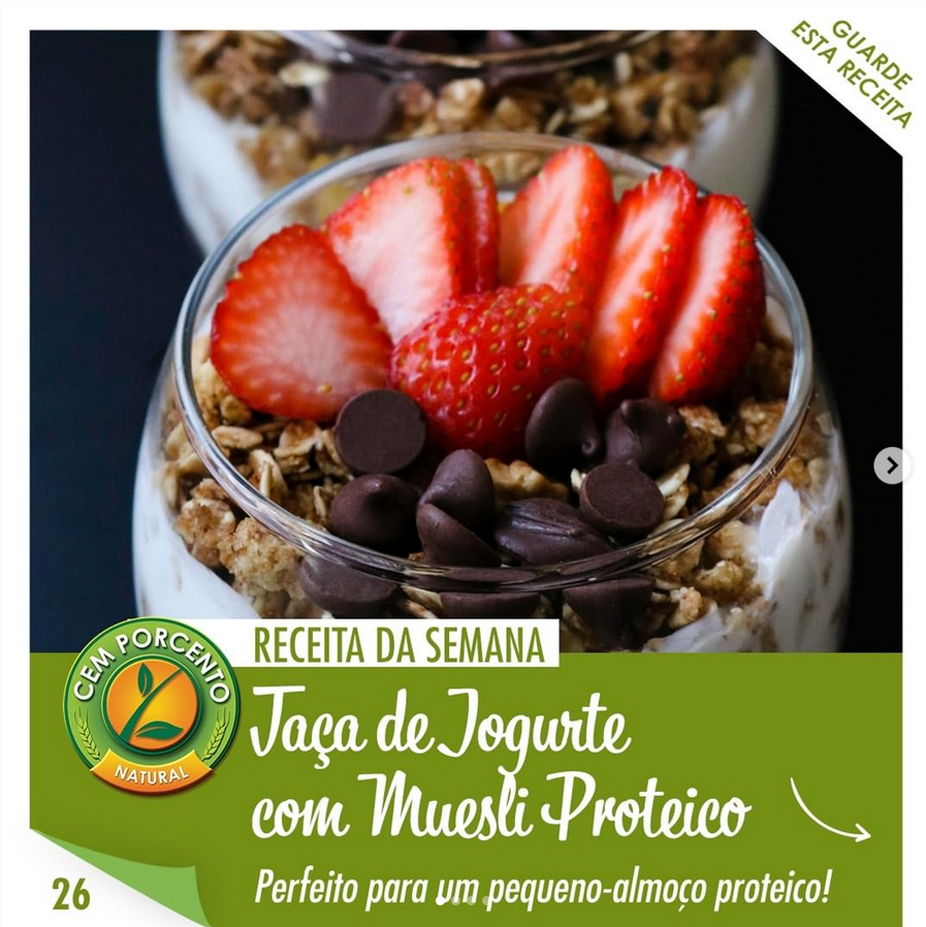 GUARDE
ESTA RECEITA
RECEITA DA SEMANA
CEM PORCENTO
NATURAL
Taça de Iogurte
com Muesli Proteico
Perfeito para um pequeno-almoço proteico!
26